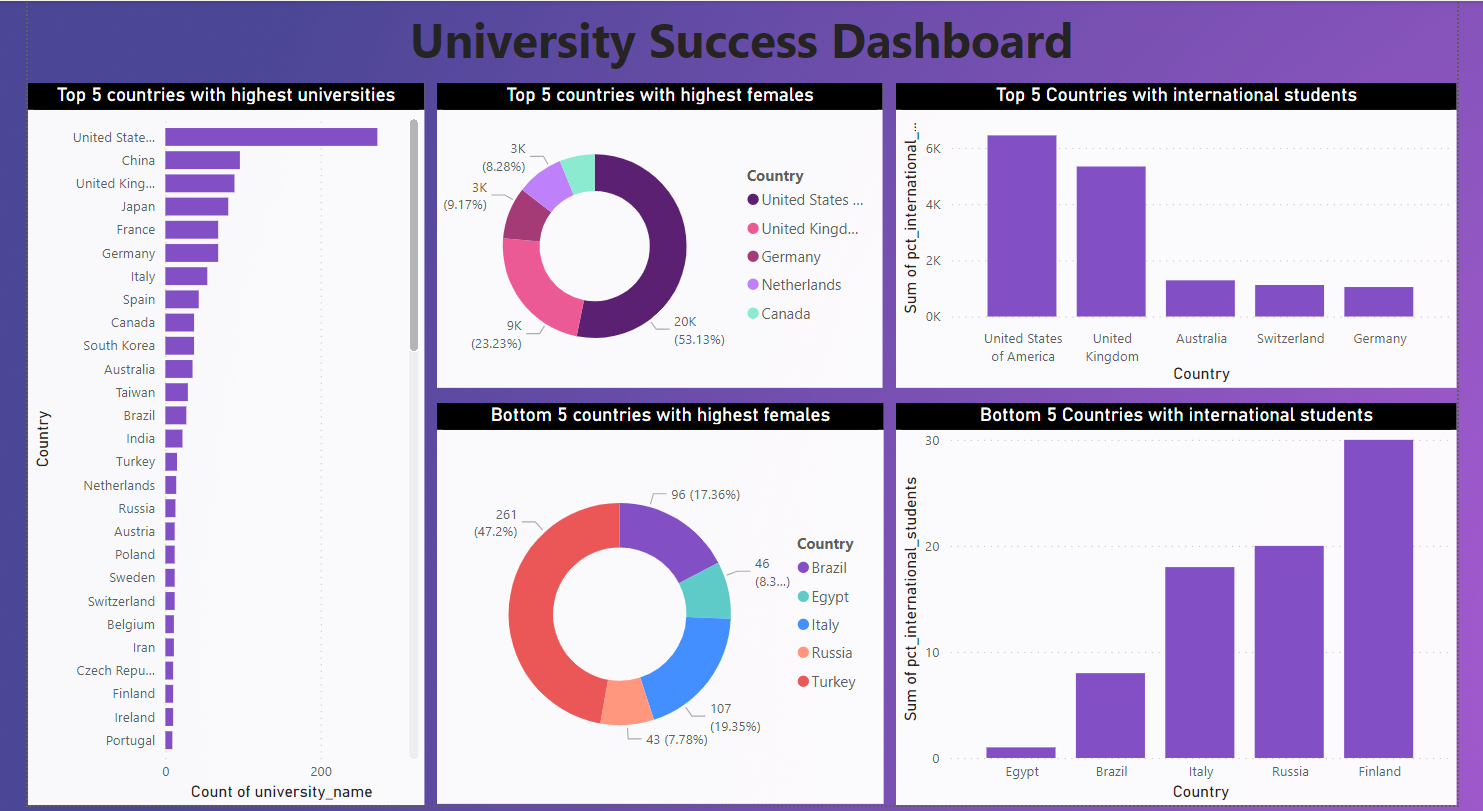 University Success Dashboard
Top 5 countries with highest universities
United State...
China
United King...
Japan
France
Germany
Italy
Spain
Canada
South Korea
Australia
Taiwan
Brazil
India
Turkey
Netherlands
Russia
Austria
Poland
Sweden
Switzerland
Belgium
Iran
Czech Repu...
Finland
Ireland
Portugal
Country
0 200
Count of university_name
Top 5 countries with highest females
3K
(8.28%)
3K
(9.17%)
9K
(23.23%)
20K
(53.13%)
Country
United States ...
United Kingd...
Germany
Netherlands
Canada
Top 5 Countries with international students
Sum of pct_international_...
6K
4K
2K
0K
United States
of America
United
Kingdom
Australia
Switzerland
Germany
Country
Bottom 5 countries with highest females
96 (17.36%)
261
(47.2%)
46
(8.3...)
107
(19.35%)
43 (7.78%)
Country
Brazil
Egypt
Italy
Russia
Turkey
Bottom 5 Countries with international students
Sum of pct_international_students
30
20
10
0
Egypt Brazil Italy Russia Finland
Country